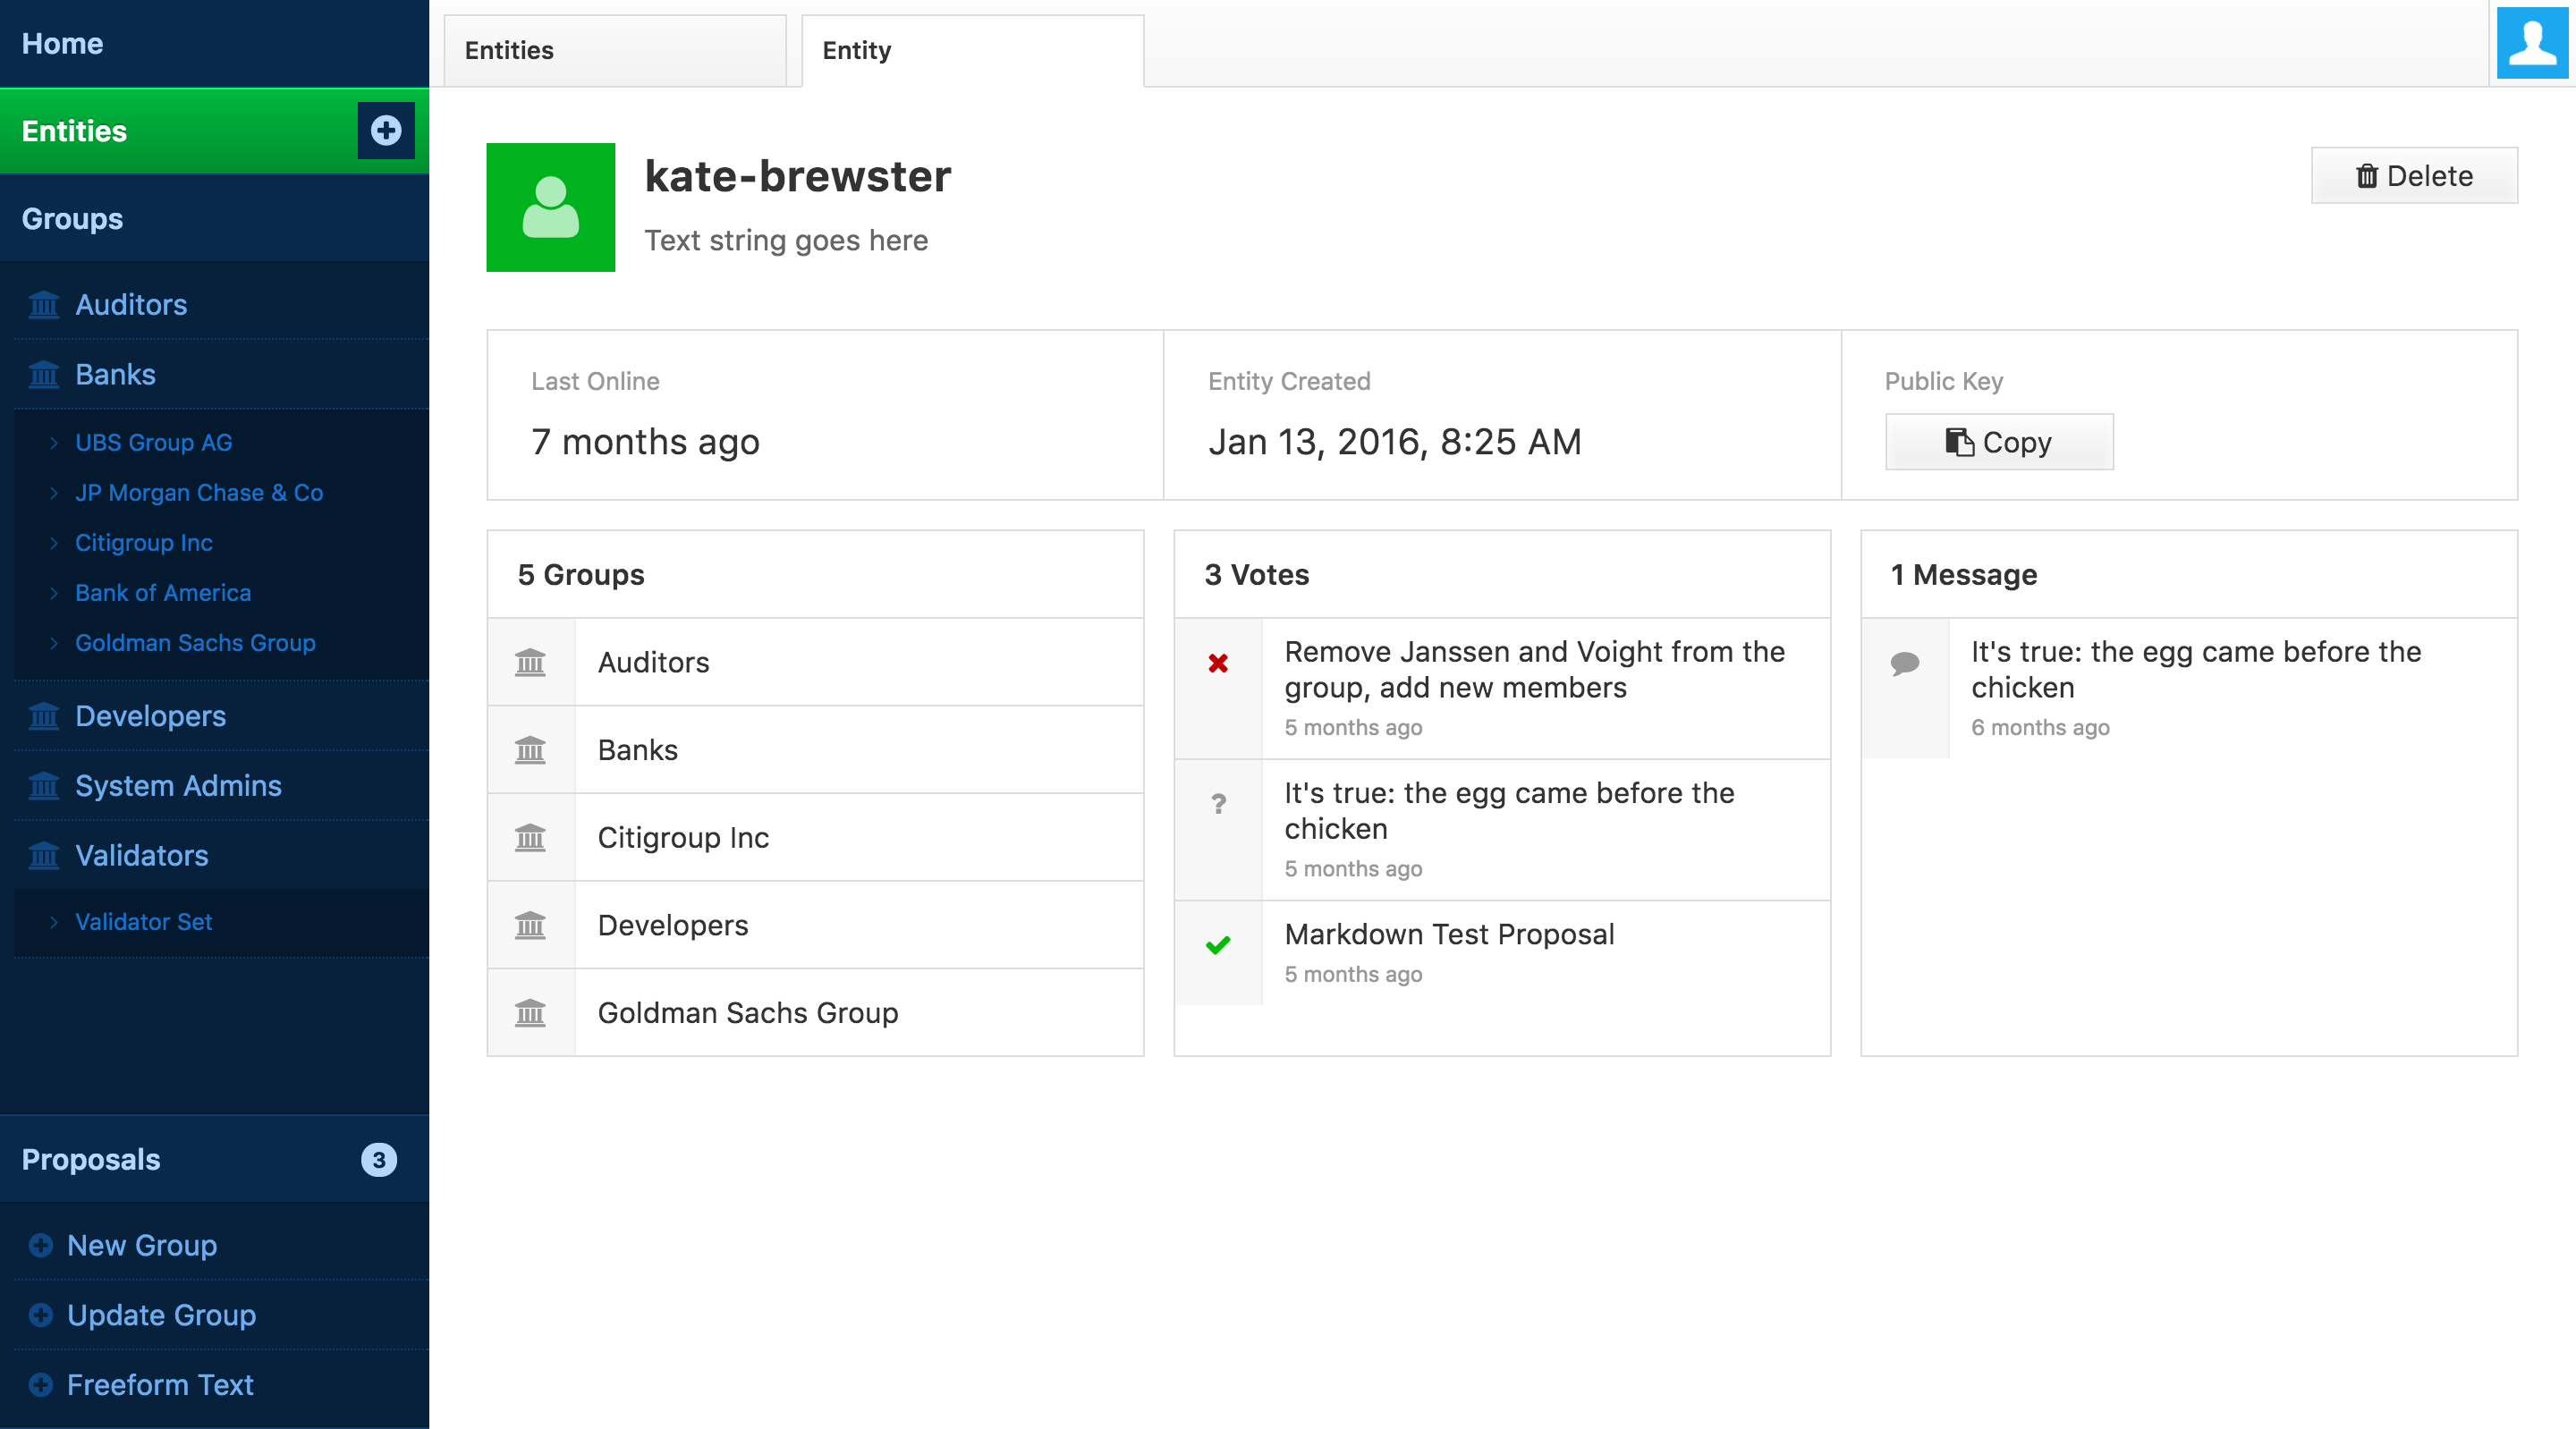 Home
Entities
Groups
Auditors
Banks
UBS Group AG
JP Morgan Chase & Co
Citigroup Inc
Bank of America
Goldman Sachs Group
Developers
System Admins
Validators
Validator Set
Proposals 3
New Group
Update Group
Freeform Text
Entities
Entity
kate-brewster
Text string goes here
Delete
Last Online
7 months ago
Entity Created
Jan 13, 2016, 8:25 AM
Public Key
Copy
5 Groups
Auditors
Banks
Citigroup Inc
Developers
Goldman Sachs Group
3 Votes
Remove Janssen and Voight from the
group, add new members
5 months ago
?
It's true: the egg came before the
chicken
5 months ago
Markdown Test Proposal
5 months ago
1 Message
It's true: the egg came before the
chicken
6 months ago